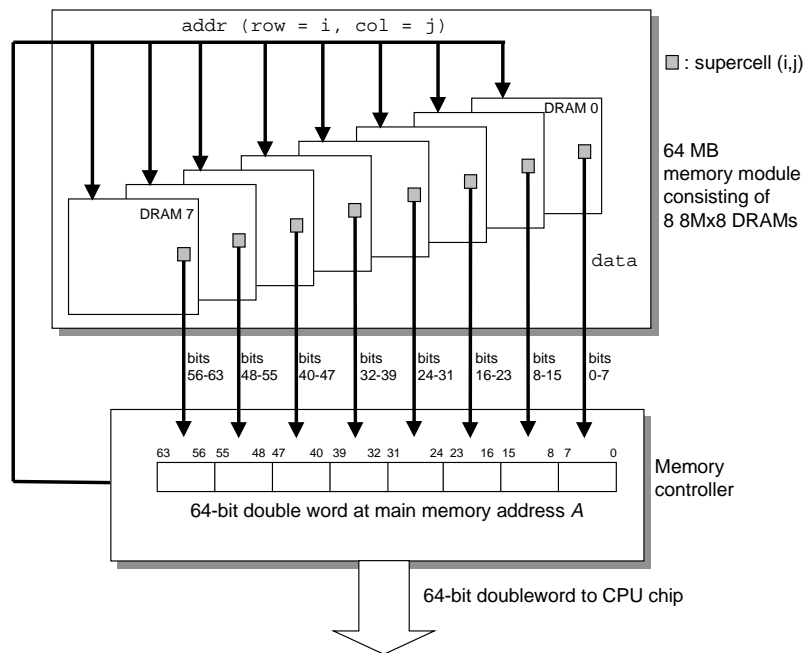 addr (row = i, col = j)
: supercell (i,j)
DRAM 0
64 MB
memory module
consisting of
8 8Mx8 DRAMs
DRAM 7
data
bits
56-63
bits
48-55
bits
40-47
bits
32-39
bits
24-31
bits
16-23
bits
8-15
bits
0-7
63 56 55 48 47 40 39 32 31 24 23 16 15 8 7 0
Memory
controller
64-bit double word at main memory address A
64-bit doubleword to CPU chip